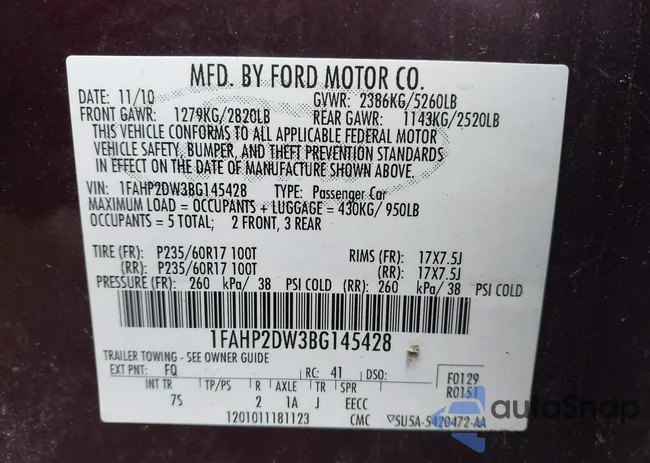 MFD. BY FORD MOTOR CO.
DATE: 11/10 GVWR: 2386KG/5260LB
FRONT GAWR: 1279KG/2820LB REAR GAWR: 1143KG/2520LB
THIS VEHICLE CONFORMS TO ALL APPLICABLE FEDERAL MOTOR
VEHICLE SAFETY, BUMPER, AND THEFT PREVENTION STANDARDS
IN EFFECT ON THE DATE OF MANUFACTURE SHOWN ABOVE.
VIN: 1FAHP2DW3BG145428 TYPE: Passenger Car
MAXIMUM LOAD = OCCUPANTS + LUGGAGE = 430KG/ 950LB
OCCUPANTS = 5 TOTAL; 2 FRONT, 3 REAR
TIRE (FR): P235/60R17 100T RIMS (FR): 17X7.5J
(RR): P235/60R17 100T (RR): 17X7.5J
PRESSURE (FR): 260 kPa/ 38 PSI COLD (RR): 260 kPa/ 38 PSI COLD
1FAHP2DW3BG145428
TRAILER TOWING - SEE OWNER GUIDE
EXT PNT: FQ RC: 41 DSO: F0129
INT TR TP/PS R AXLE TR SPR R0151
7S 2 1A J EECC
1201011181123 CMC 5U5A-5420472-AA
autoSnap